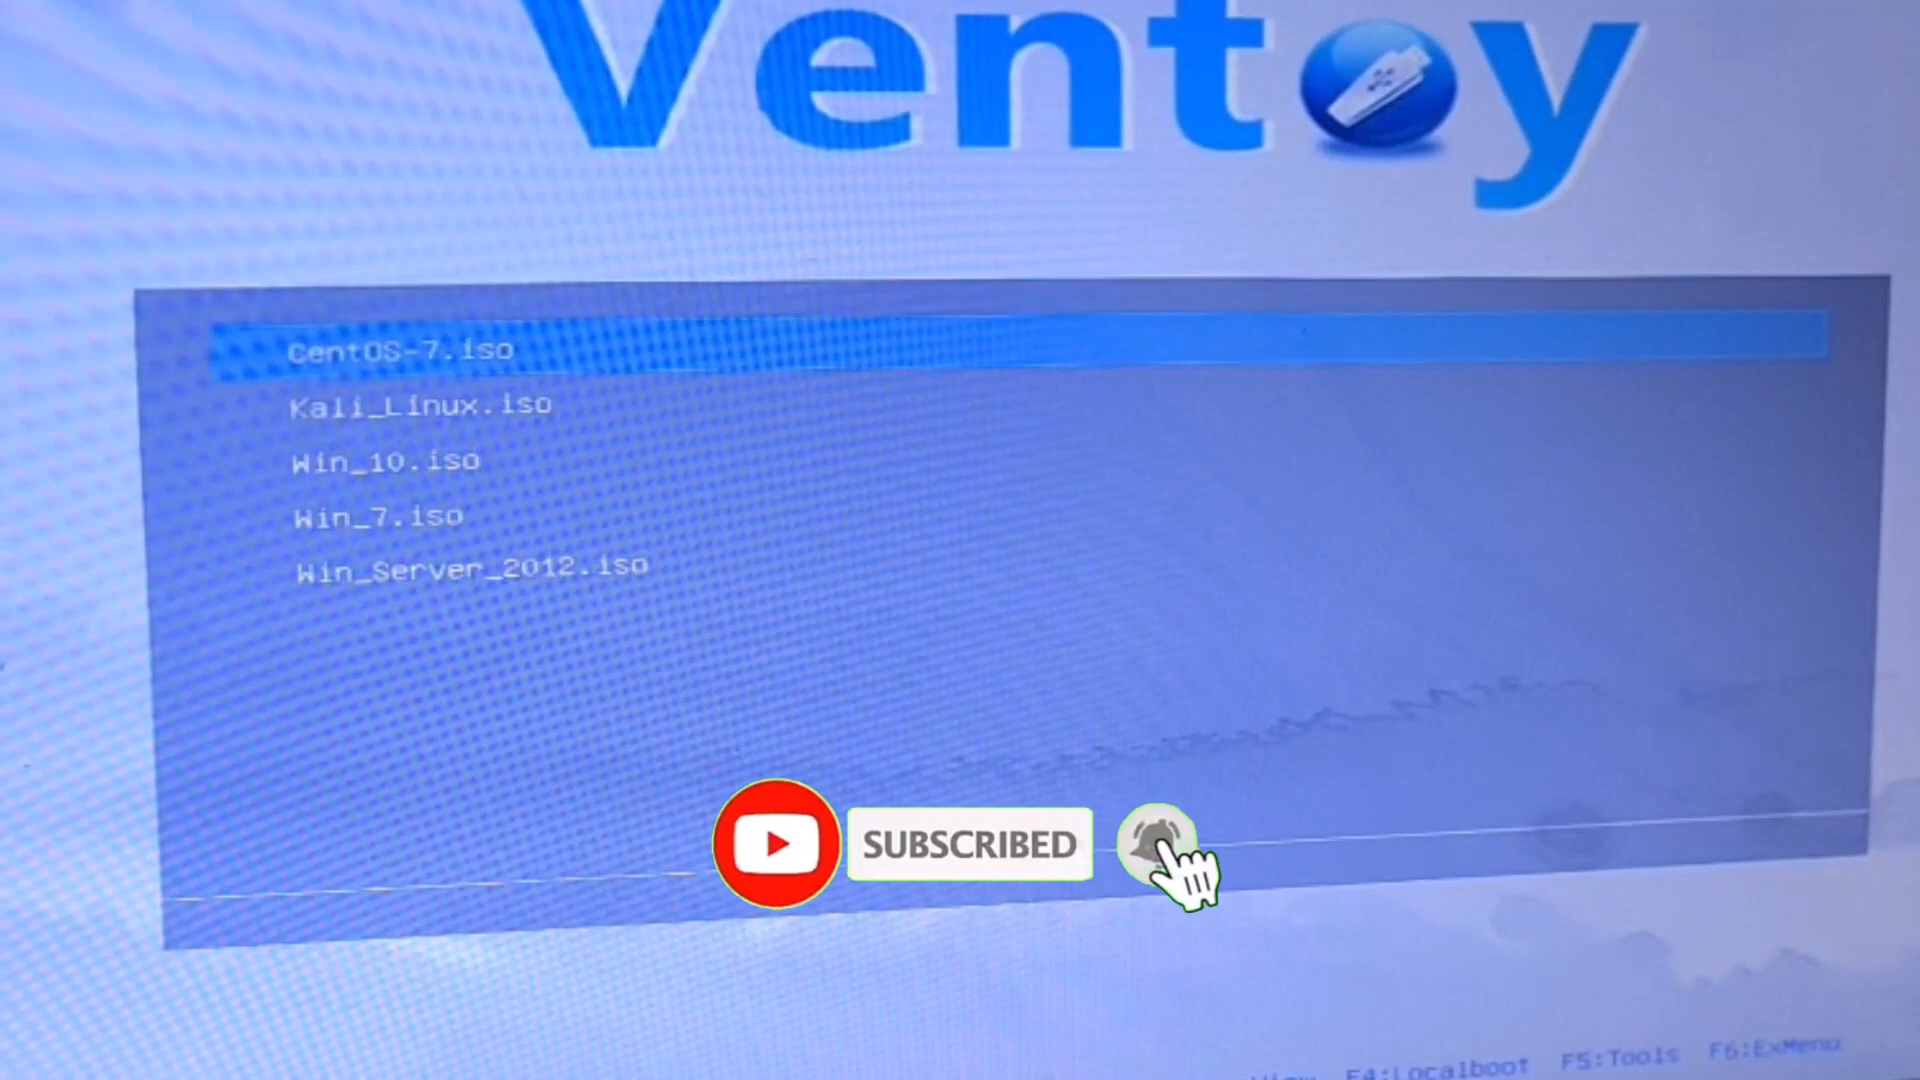 Ventoy
CentOS-7.iso
Kali_Linux.iso
Win_10.iso
Win_7.iso
Win_Server_2012.iso
SUBSCRIBED
View F4:Localboot F5:Tools F6:ExMenu